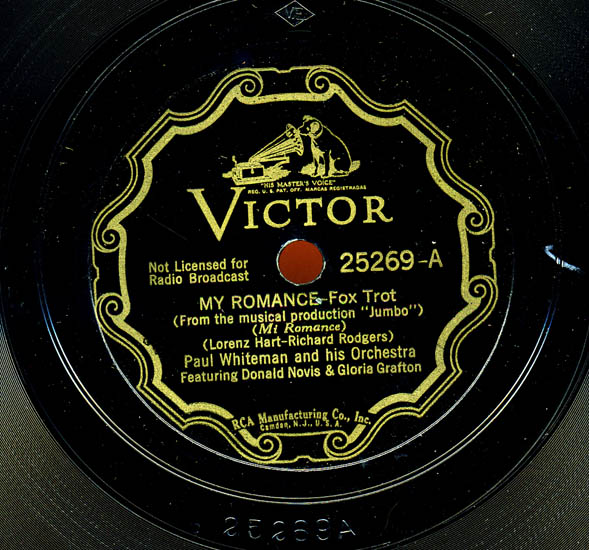 VE
"HIS MASTER'S VOICE"
REG. U. S. PAT. OFF. MARCAS REGISTRADAS
VICTOR
Not Licensed for
Radio Broadcast
25269-A
MY ROMANCE-Fox Trot
(From the musical production "Jumbo")
(Mi Romance)
(Lorenz Hart-Richard Rodgers)
Paul Whiteman and his Orchestra
Featuring Donald Novis & Gloria Grafton
RCA Manufacturing Co., Inc.
Camden, N.J., U.S.A.
25269A